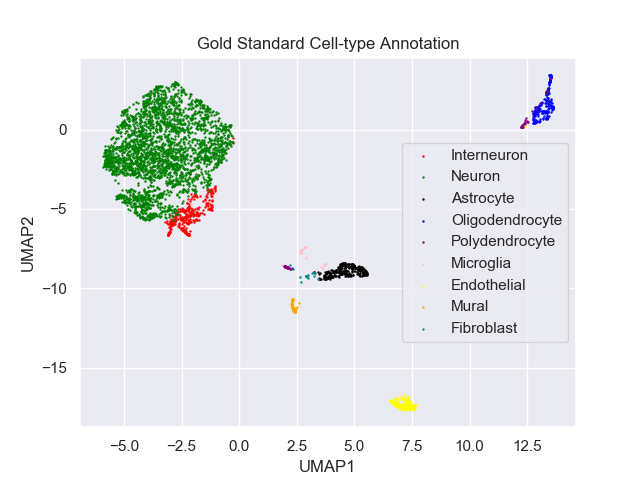 Gold Standard Cell-type Annotation
UMAP2
0
−5
−10
−15
Interneuron
Neuron
Astrocyte
Oligodendrocyte
Polydendrocyte
Microglia
Endothelial
Mural
Fibroblast
−5.0 −2.5 0.0 2.5 5.0 7.5 10.0 12.5
UMAP1